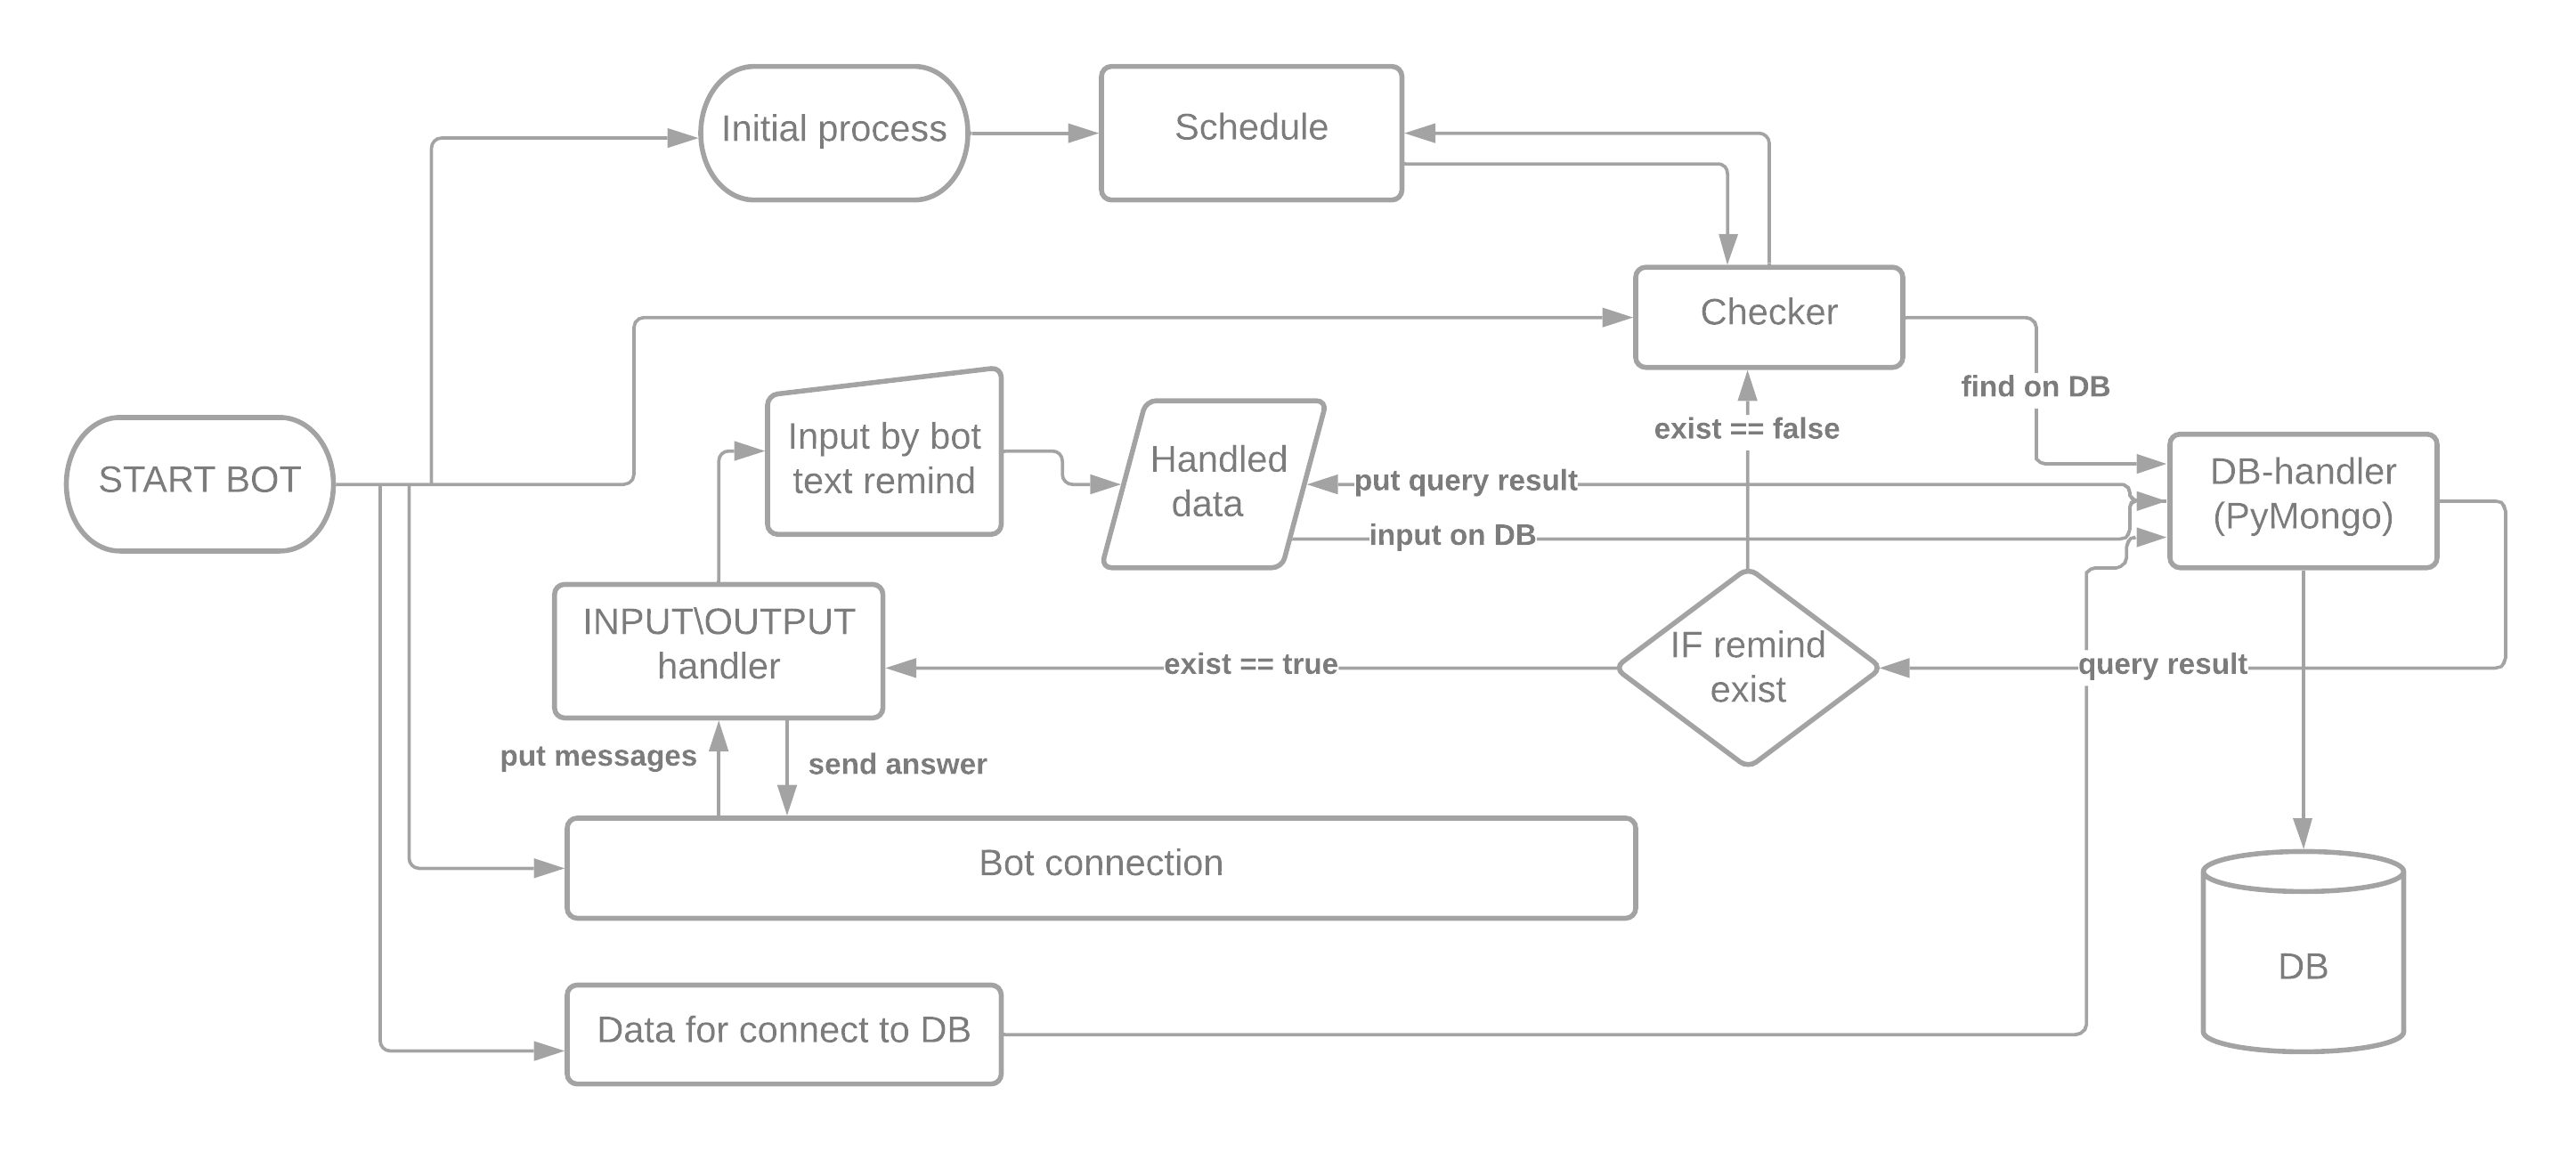 Initial process
Schedule
Checker
find on DB
START BOT
Input by bot
text remind
Handled
data
exist == false
put query result
input on DB
DB-handler
(PyMongo)
INPUT\OUTPUT
handler
exist == true
IF remind
exist
query result
put messages
send answer
Bot connection
DB
Data for connect to DB